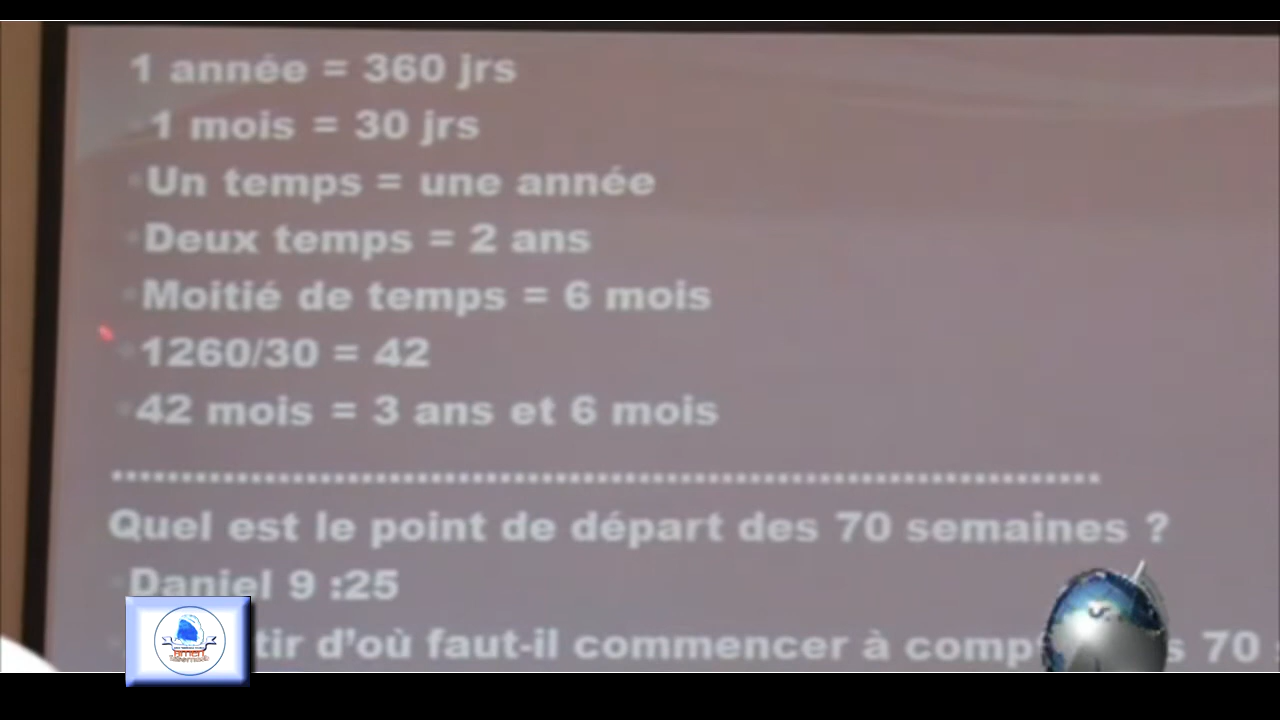 1 année = 360 jrs
1 mois = 30 jrs
Un temps = une année
Deux temps = 2 ans
Moitié de temps = 6 mois
1260/30 = 42
42 mois = 3 ans et 6 mois
................................................................................
Quel est le point de départ des 70 semaines ?
Daniel 9 :25
d’où faut-il commencer à 70